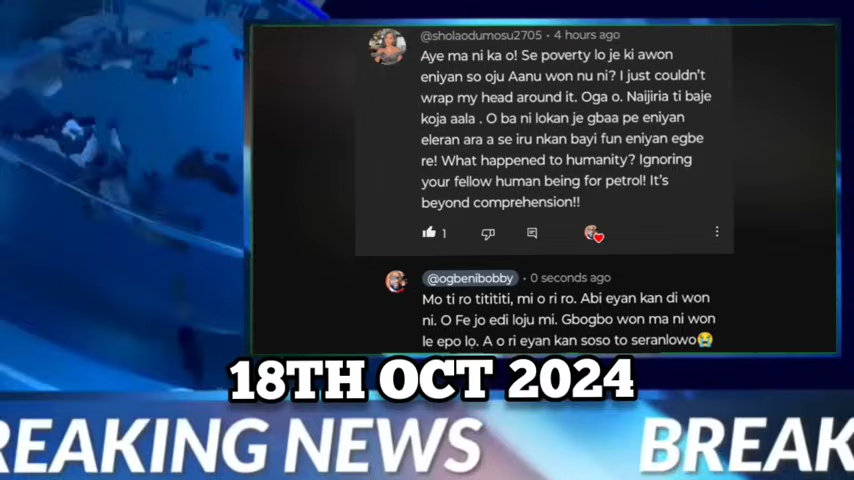 @sholaodumosu2705 • 4 hours ago
Aye ma ni ka o! Se poverty lo je ki awon
eniyan so oju Aanu won nu ni? I just couldn't
wrap my head around it. Oga o. Naijiria ti baje
koja aala . O ba ni lokan je gbaa pe eniyan
eleran ara a se iru nkan bayi fun eniyan egbe
re! What happened to humanity? Ignoring
your fellow human being for petrol! It's
beyond comprehension!!
1
@ogbenibobby • 0 seconds ago
Mo ti ro titititi, mi o ri ro. Abi eyan kan di won
ni. O Fe jo edi loju mi. Gbogbo won ma ni won
le epo lọ. A o ri eyan kan soso to seranlowo😭
18TH OCT 2024
REAKING NEWS BREAK